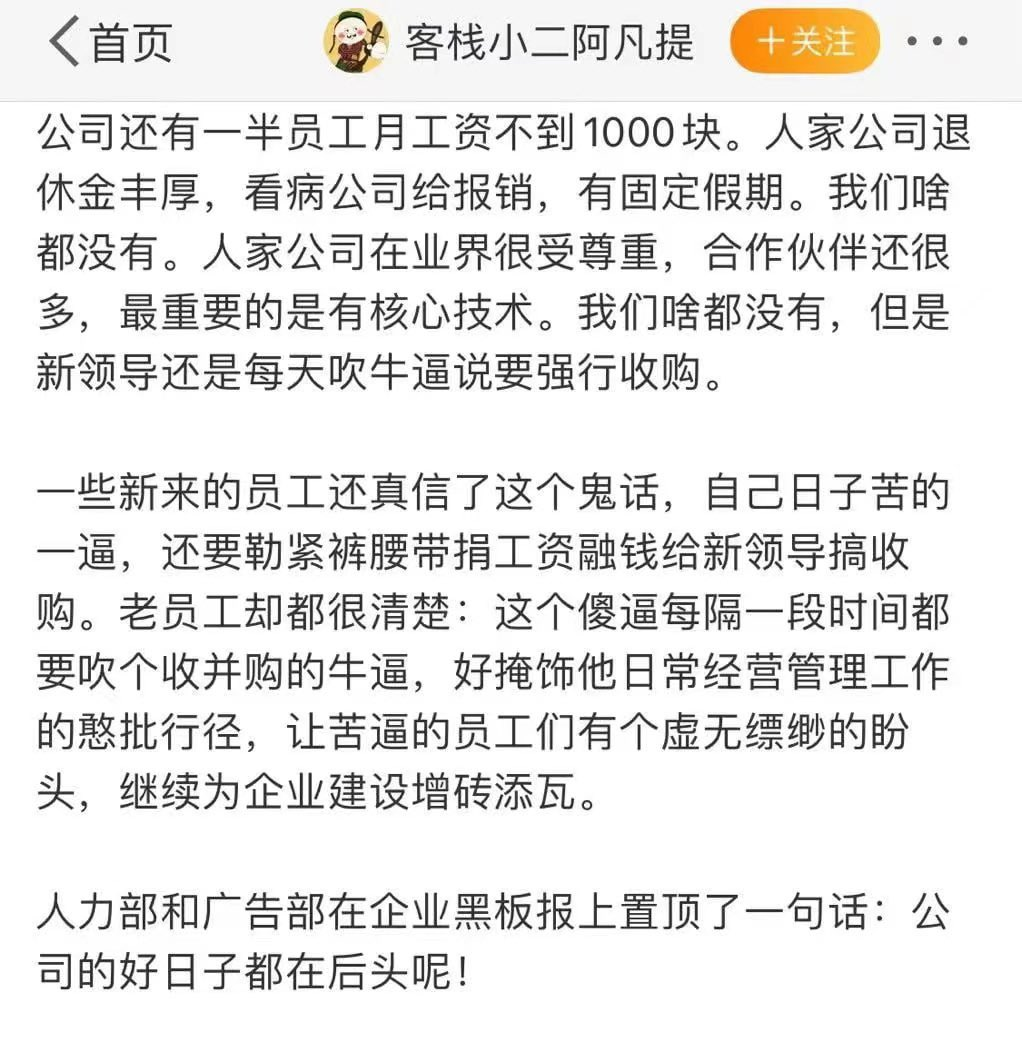 首页
客栈小二阿凡提
+关注
公司还有一半员工月工资不到1000块。人家公司退
休金丰厚，看病公司给报销，有固定假期。我们啥
都没有。人家公司在业界很受尊重，合作伙伴还很
多，最重要的是有核心技术。我们啥都没有，但是
新领导还是每天吹牛逼说要强行收购。
一些新来的员工还真信了这个鬼话，自己日子苦的
一逼，还要勒紧裤腰带捐工资融钱给新领导搞收
购。老员工却都很清楚：这个傻逼每隔一段时间都
要吹个收并购的牛逼，好掩饰他日常经营管理工作
的憨批行径，让苦逼的员工们有个虚无缥缈的盼
头，继续为企业建设增砖添瓦。
人力部和广告部在企业黑板报上置顶了一句话：公
司的好日子都在后头呢！